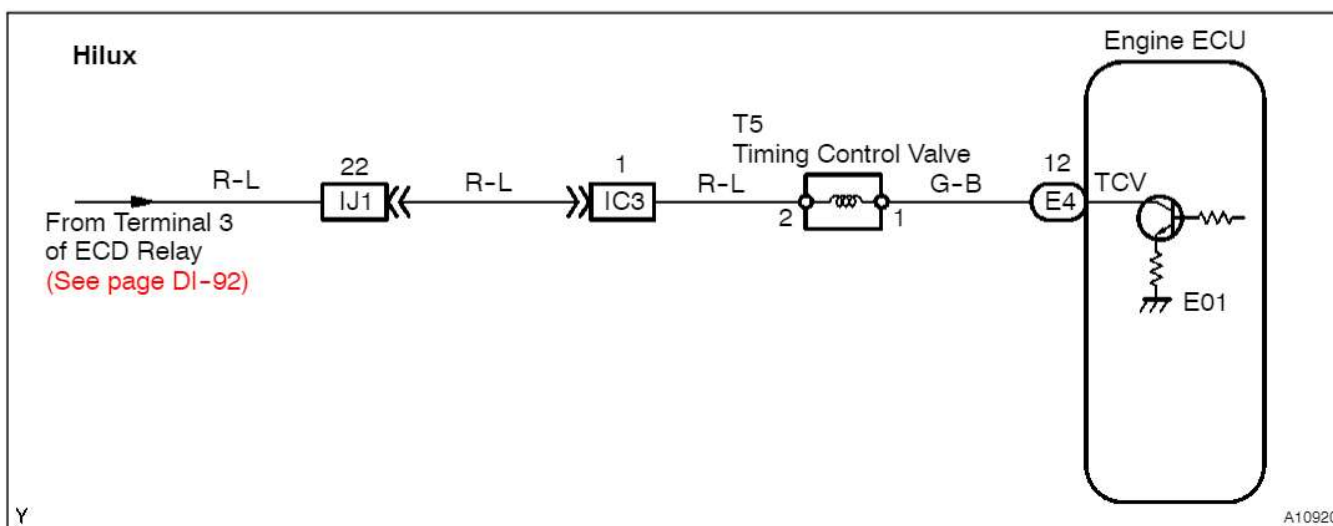 Hilux
Engine ECU
T5
Timing Control Valve
22
1
12
R-L
R-L
R-L
G-B
TCV
IJ1
IC3
2
1
E4
From Terminal 3
of ECD Relay
(See page DI-92)
E01
Y
A10920